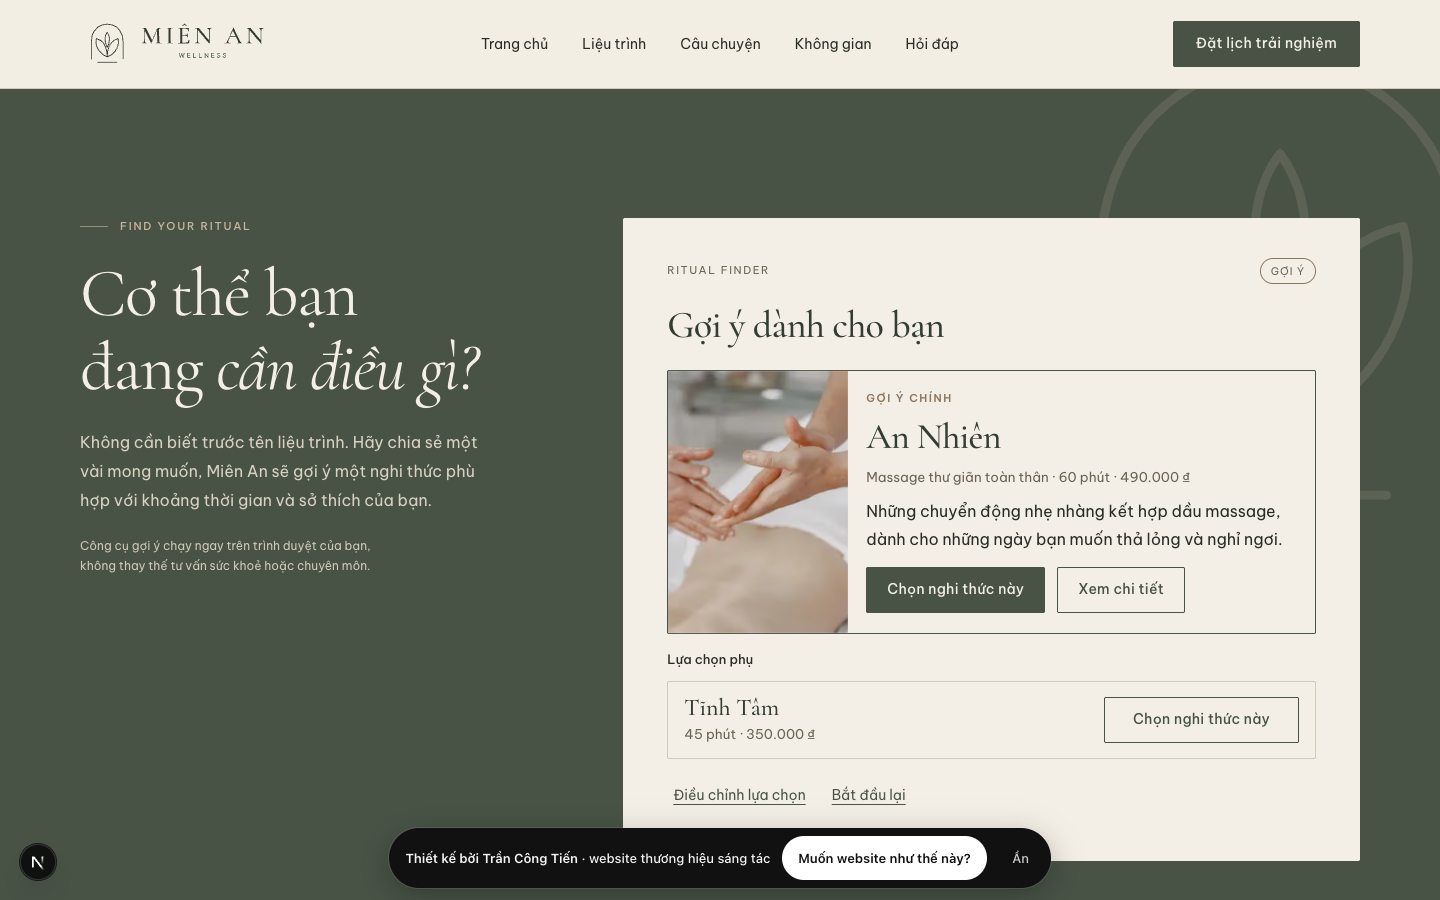 MIÊN AN
WELLNESS
Trang chủ
Liệu trình
Câu chuyện
Không gian
Hỏi đáp
Đặt lịch trải nghiệm
FIND YOUR RITUAL
Cơ thể bạn
đang cần điều gì?
Không cần biết trước tên liệu trình. Hãy chia sẻ một
vài mong muốn, Miên An sẽ gợi ý một nghi thức phù
hợp với khoảng thời gian và sở thích của bạn.
Công cụ gợi ý chạy ngay trên trình duyệt của bạn,
không thay thế tư vấn sức khoẻ hoặc chuyên môn.
RITUAL FINDER
GỢI Ý
Gợi ý dành cho bạn
GỢI Ý CHÍNH
An Nhiên
Massage thư giãn toàn thân · 60 phút · 490.000 ₫
Những chuyển động nhẹ nhàng kết hợp dầu massage,
dành cho những ngày bạn muốn thả lỏng và nghỉ ngơi.
Chọn nghi thức này
Xem chi tiết
Lựa chọn phụ
Tĩnh Tâm
45 phút · 350.000 ₫
Chọn nghi thức này
Điều chỉnh lựa chọn
Bắt đầu lại
Thiết kế bởi Trần Công Tiến · website thương hiệu sáng tác
Muốn website như thế này?
Ẩn
N